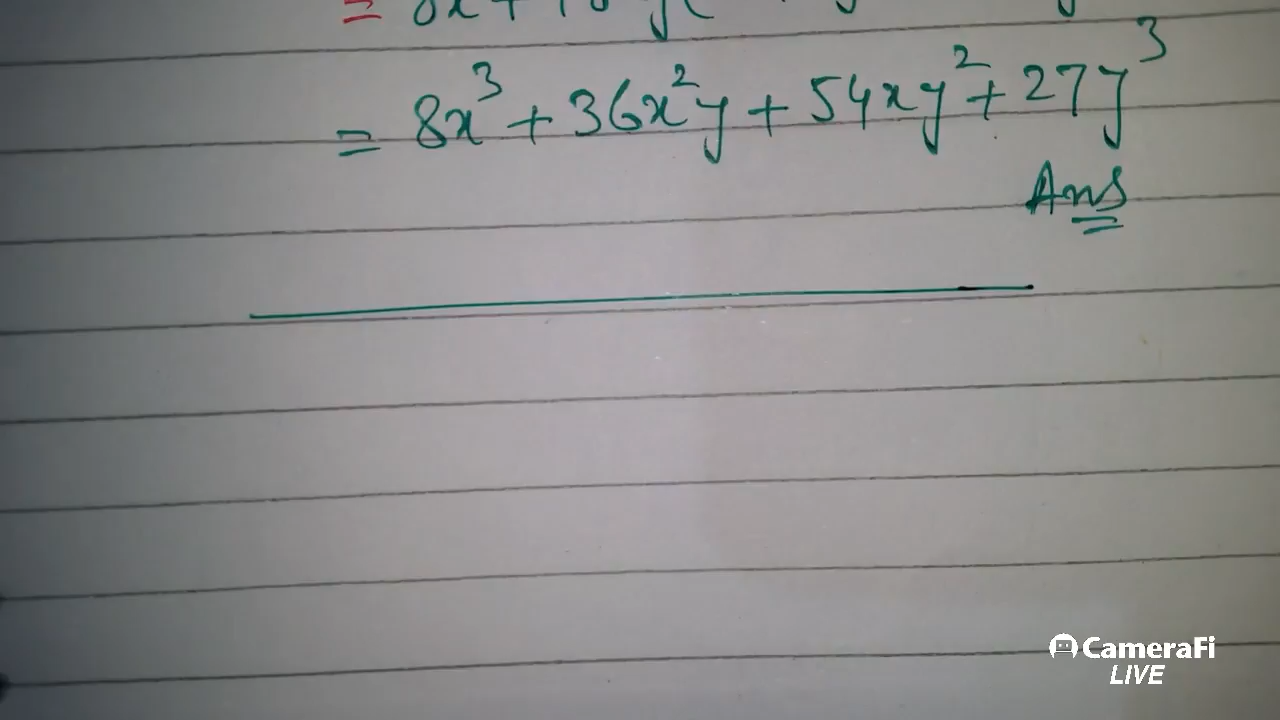 = 8x³ + 36x²y + 54xy² + 27y³
Ans
CameraFi
LIVE